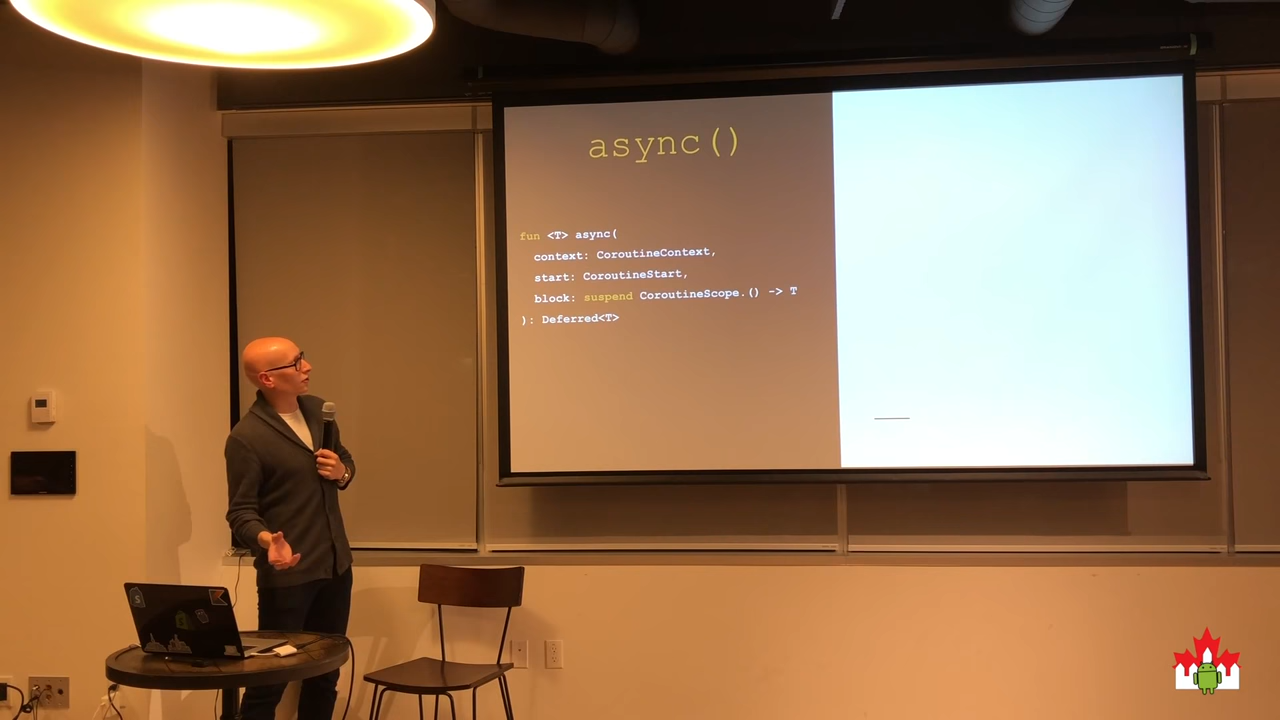 async()
fun <T> async(
context: CoroutineContext,
start: CoroutineStart,
block: suspend CoroutineScope.() -> T
): Deferred<T>